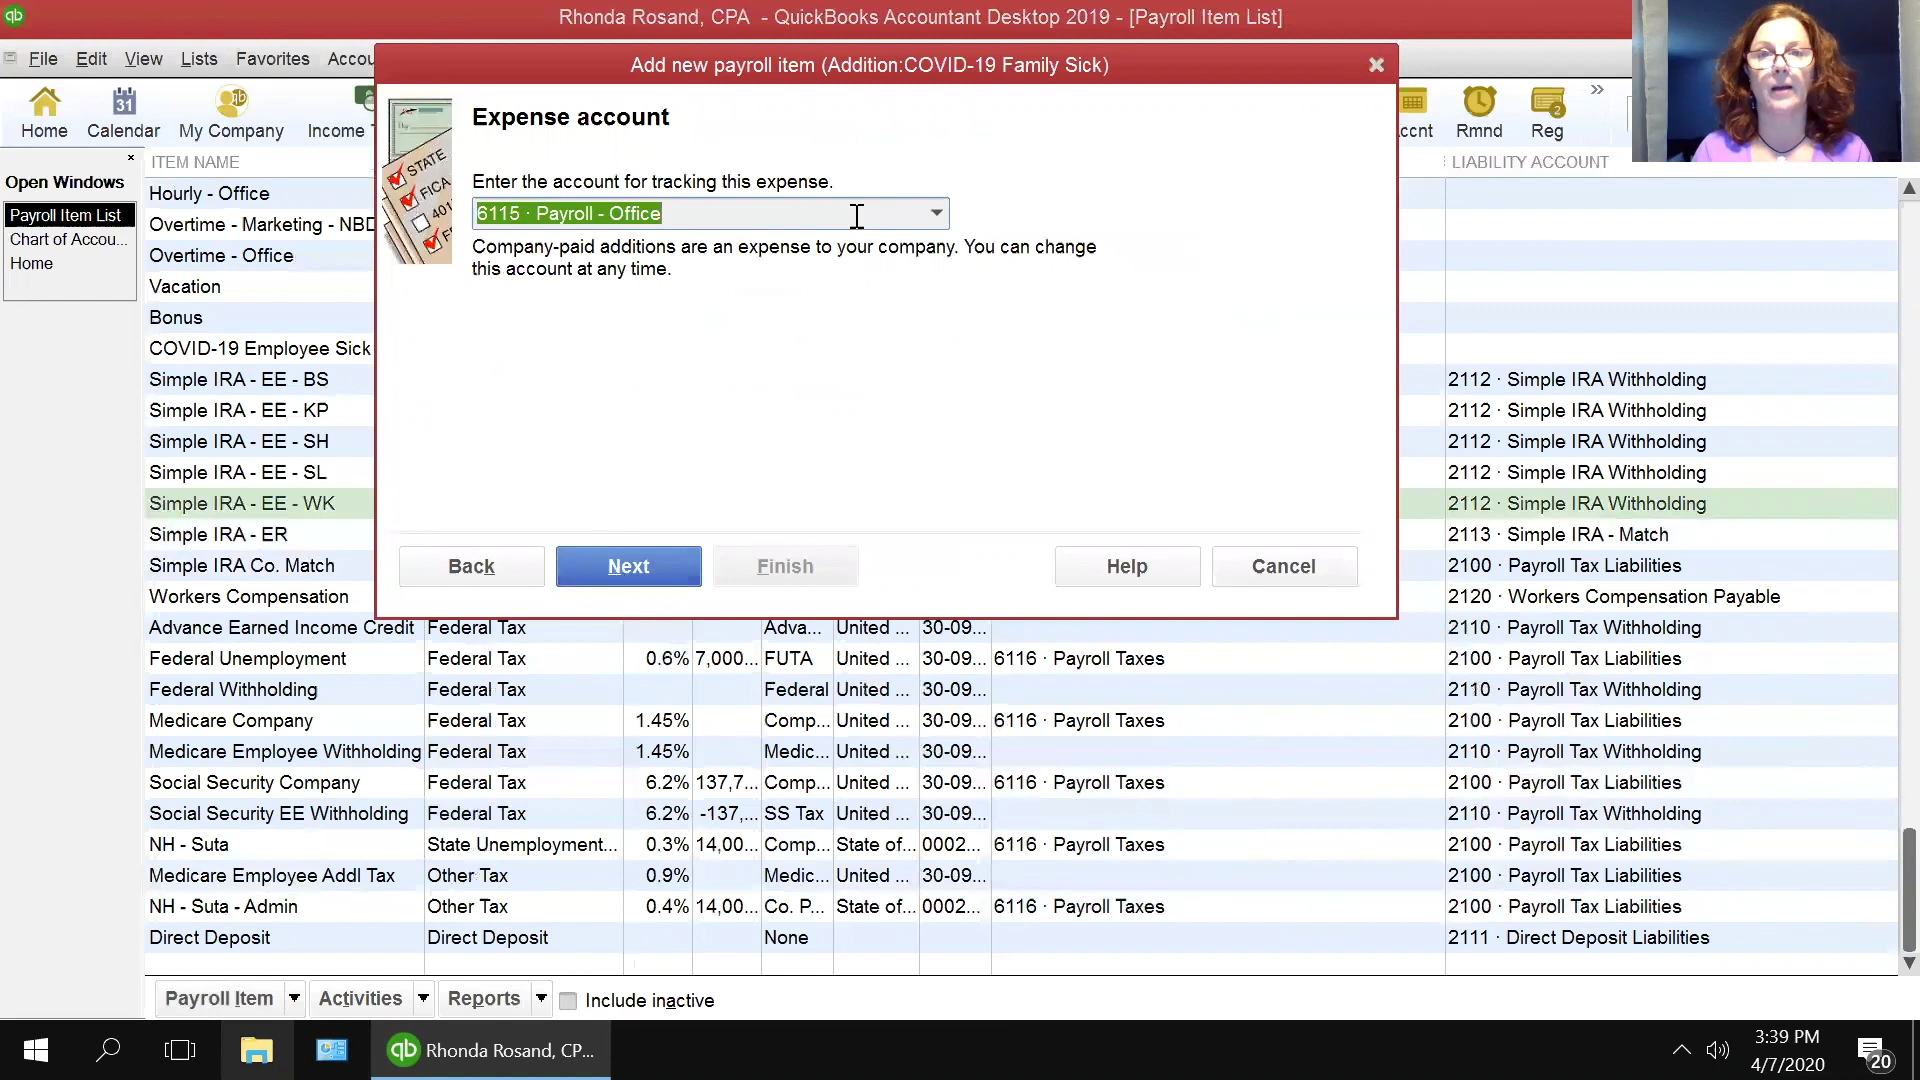 qb
Rhonda Rosand, CPA - QuickBooks Accountant Desktop 2019 - [Payroll Item List]
File Edit View Lists Favorites Accou
Add new payroll item (Addition:COVID-19 Family Sick)
31
Home Calendar My Company Income
ccnt Rmnd Reg
Open Windows
Payroll Item List
Chart of Accou...
Home
ITEM NAME
LIABILITY ACCOUNT
STATE
FICA
Expense account
Enter the account for tracking this expense.
6115 · Payroll - Office
Company-paid additions are an expense to your company. You can change
this account at any time.
Back Next Finish Help Cancel
Hourly - Office
Overtime - Marketing - NBD
Overtime - Office
Vacation
Bonus
COVID-19 Employee Sick
Simple IRA - EE - BS 2112 · Simple IRA Withholding
Simple IRA - EE - KP 2112 · Simple IRA Withholding
Simple IRA - EE - SH 2112 · Simple IRA Withholding
Simple IRA - EE - SL 2112 · Simple IRA Withholding
Simple IRA - EE - WK 2112 · Simple IRA Withholding
Simple IRA - ER 2113 · Simple IRA - Match
Simple IRA Co. Match 2100 · Payroll Tax Liabilities
Workers Compensation 2120 · Workers Compensation Payable
Advance Earned Income Credit Federal Tax Adva... United ... 30-09... 2110 · Payroll Tax Withholding
Federal Unemployment Federal Tax 0.6% 7,000... FUTA United ... 30-09... 6116 · Payroll Taxes 2100 · Payroll Tax Liabilities
Federal Withholding Federal Tax Federal United ... 30-09... 2110 · Payroll Tax Withholding
Medicare Company Federal Tax 1.45% Comp... United ... 30-09... 6116 · Payroll Taxes 2100 · Payroll Tax Liabilities
Medicare Employee Withholding Federal Tax 1.45% Medic... United ... 30-09... 2110 · Payroll Tax Withholding
Social Security Company Federal Tax 6.2% 137,7... Comp... United ... 30-09... 6116 · Payroll Taxes 2100 · Payroll Tax Liabilities
Social Security EE Withholding Federal Tax 6.2% -137,... SS Tax United ... 30-09... 2110 · Payroll Tax Withholding
NH - Suta State Unemployment... 0.3% 14,00... Comp... State of... 0002... 6116 · Payroll Taxes 2100 · Payroll Tax Liabilities
Medicare Employee Addl Tax Other Tax 0.9% Medic... United ... 30-09... 2100 · Payroll Tax Liabilities
NH - Suta - Admin Other Tax 0.4% 14,00... Co. P... State of... 0002... 6116 · Payroll Taxes 2100 · Payroll Tax Liabilities
Direct Deposit Direct Deposit None 2111 · Direct Deposit Liabilities
Payroll Item Activities Reports Include inactive
qb Rhonda Rosand, CP...
3:39 PM
4/7/2020
20